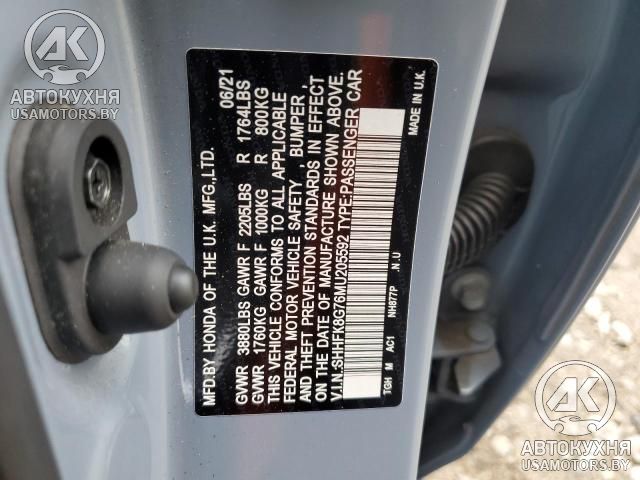 MFD.BY HONDA OF THE U.K. MFG.,LTD. 06/21
GVWR 3880LBS GAWR F 2205LBS R 1764LBS
GVWR 1760KG GAWR F 1000KG R 800KG
THIS VEHICLE CONFORMS TO ALL APPLICABLE
FEDERAL MOTOR VEHICLE SAFETY , BUMPER ,
AND THEFT PREVENTION STANDARDS IN EFFECT
ON THE DATE OF MANUFACTURE SHOWN ABOVE.
V.I.N.:SHHFK8G76MU205592 TYPE:PASSENGER CAR
TGH M AC1 NH877P .N.U MADE IN U.K.
АК
АВТОКУХНЯ
USAMOTORS.BY
АК
АВТОКУХНЯ
USAMOTORS.BY